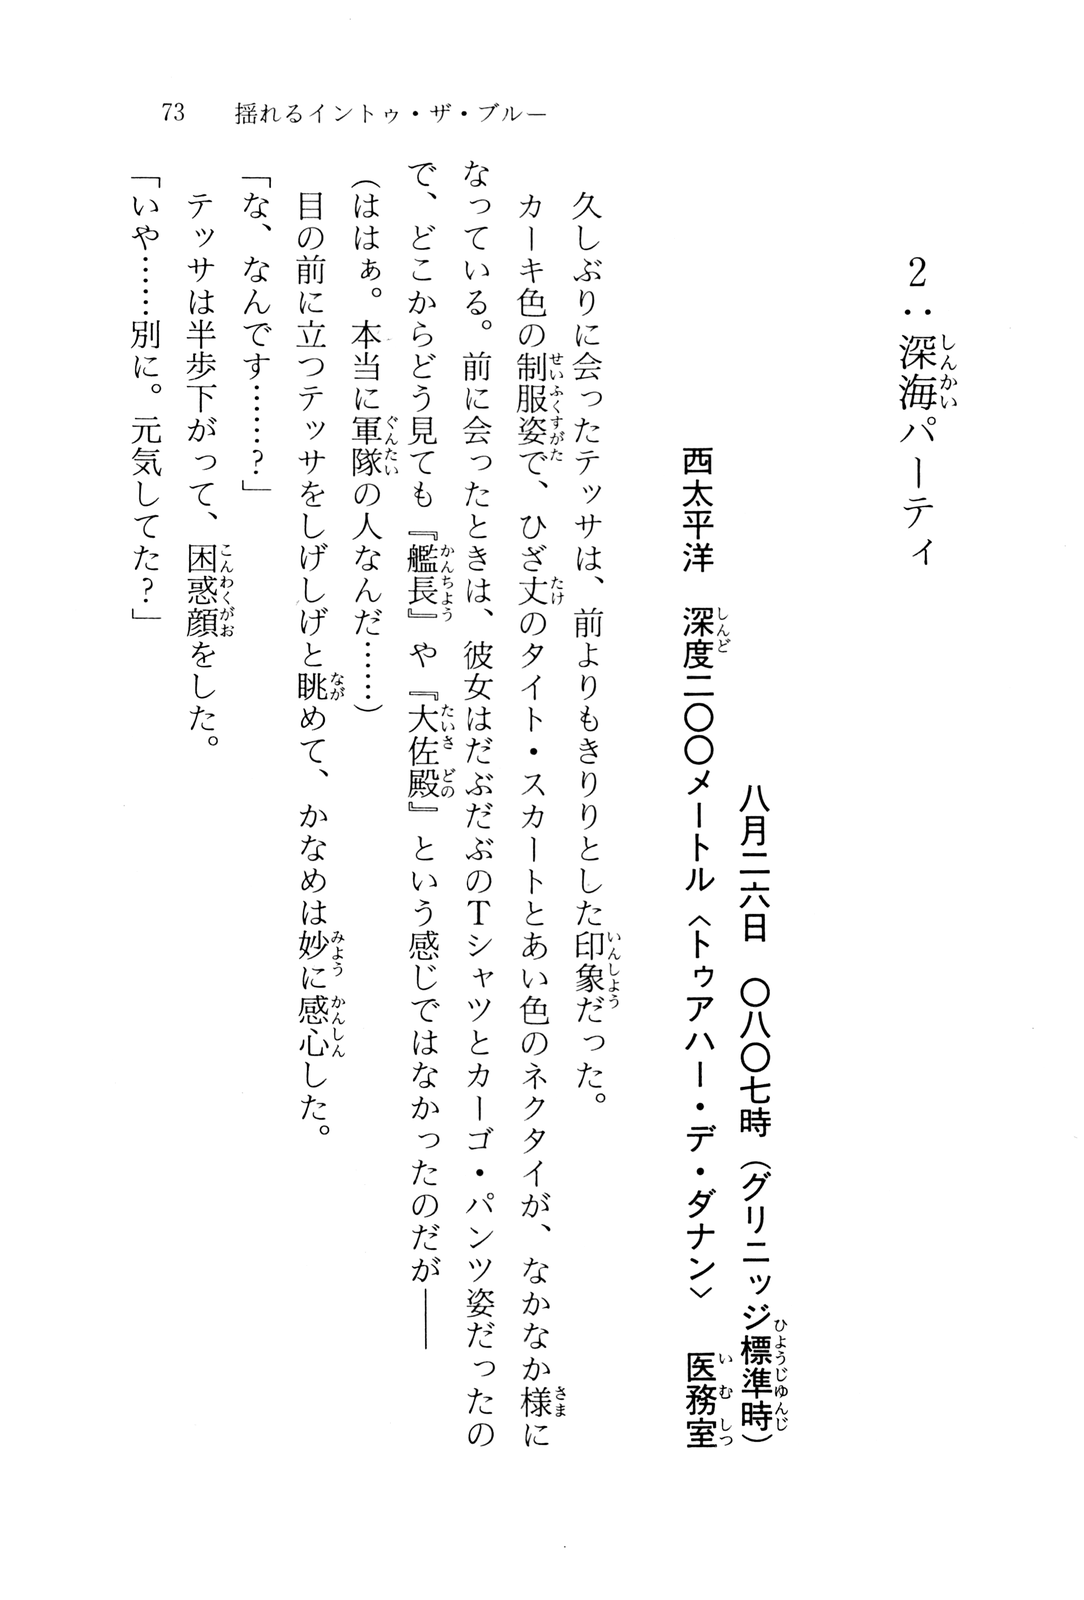 73　揺れるイントゥ・ザ・ブルー
2：深海パーティ
八月二六日　〇八〇七時（グリニッジ標準時）
西太平洋　深度二〇〇メートル〈トゥアハー・デ・ダナン〉　医務室
久しぶりに会ったテッサは、前よりもきりりとした印象だった。
カーキ色の制服姿で、ひざ丈のタイト・スカートとあい色のネクタイが、なかなか様に
なっている。前に会ったときは、彼女はだぶだぶのＴシャツとカーゴ・パンツ姿だったの
で、どこからどう見ても『艦長』や『大佐殿』という感じではなかったのだが――
（ははぁ。本当に軍隊の人なんだ……）
目の前に立つテッサをしげしげと眺めて、かなめは妙に感心した。
「な、なんです……？」
テッサは半歩下がって、困惑顔をした。
「いや……別に。元気してた？」